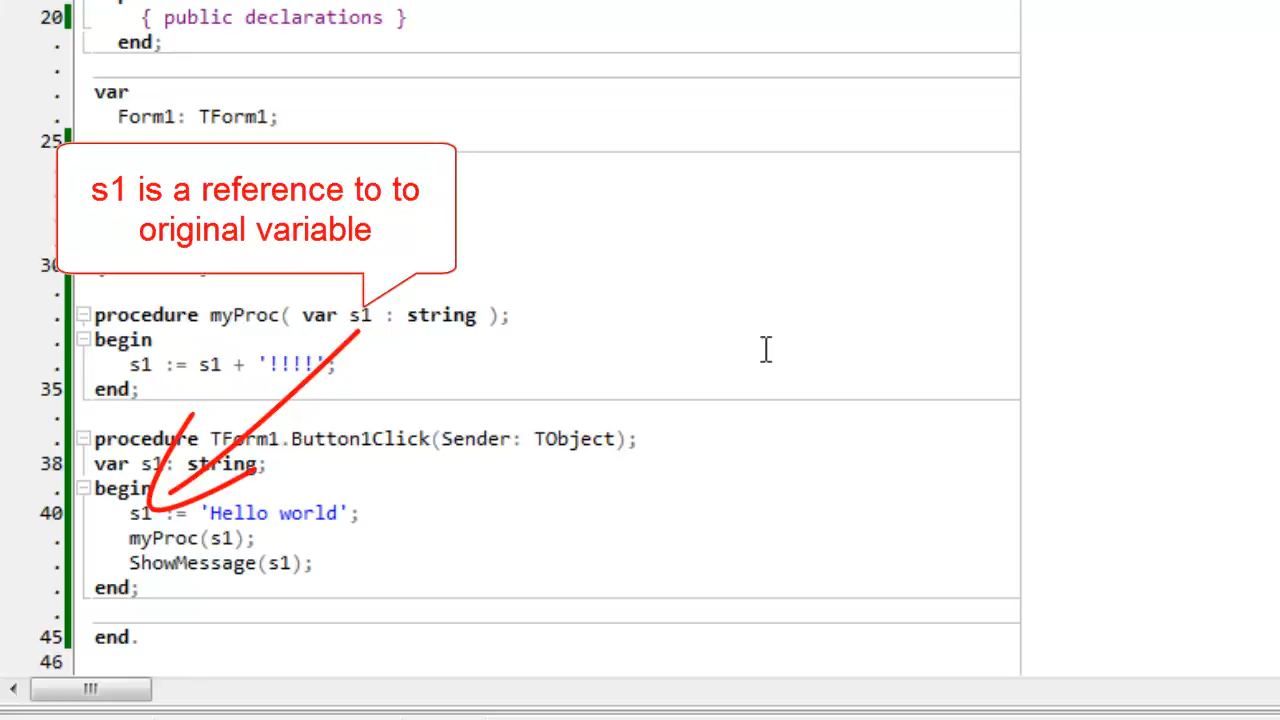 20 { public declarations }
. end;
.
. var
. Form1: TForm1;
25
s1 is a reference to to
original variable
.
. procedure myProc( var s1 : string );
. begin
. s1 := s1 + '!!!!';
35 end;
.
. procedure TForm1.Button1Click(Sender: TObject);
38 var s1: string;
. begin
40 s1 := 'Hello world';
. myProc(s1);
. ShowMessage(s1);
. end;
.
45 end.
46